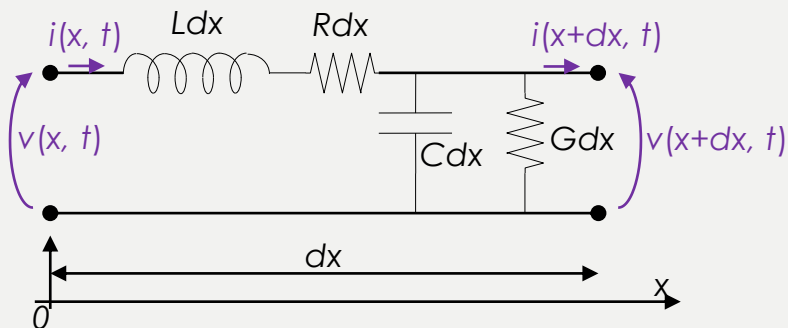 i(x, t)
Ldx
Rdx
i(x+dx, t)
v(x, t)
Cdx
Gdx
v(x+dx, t)
dx
x
0